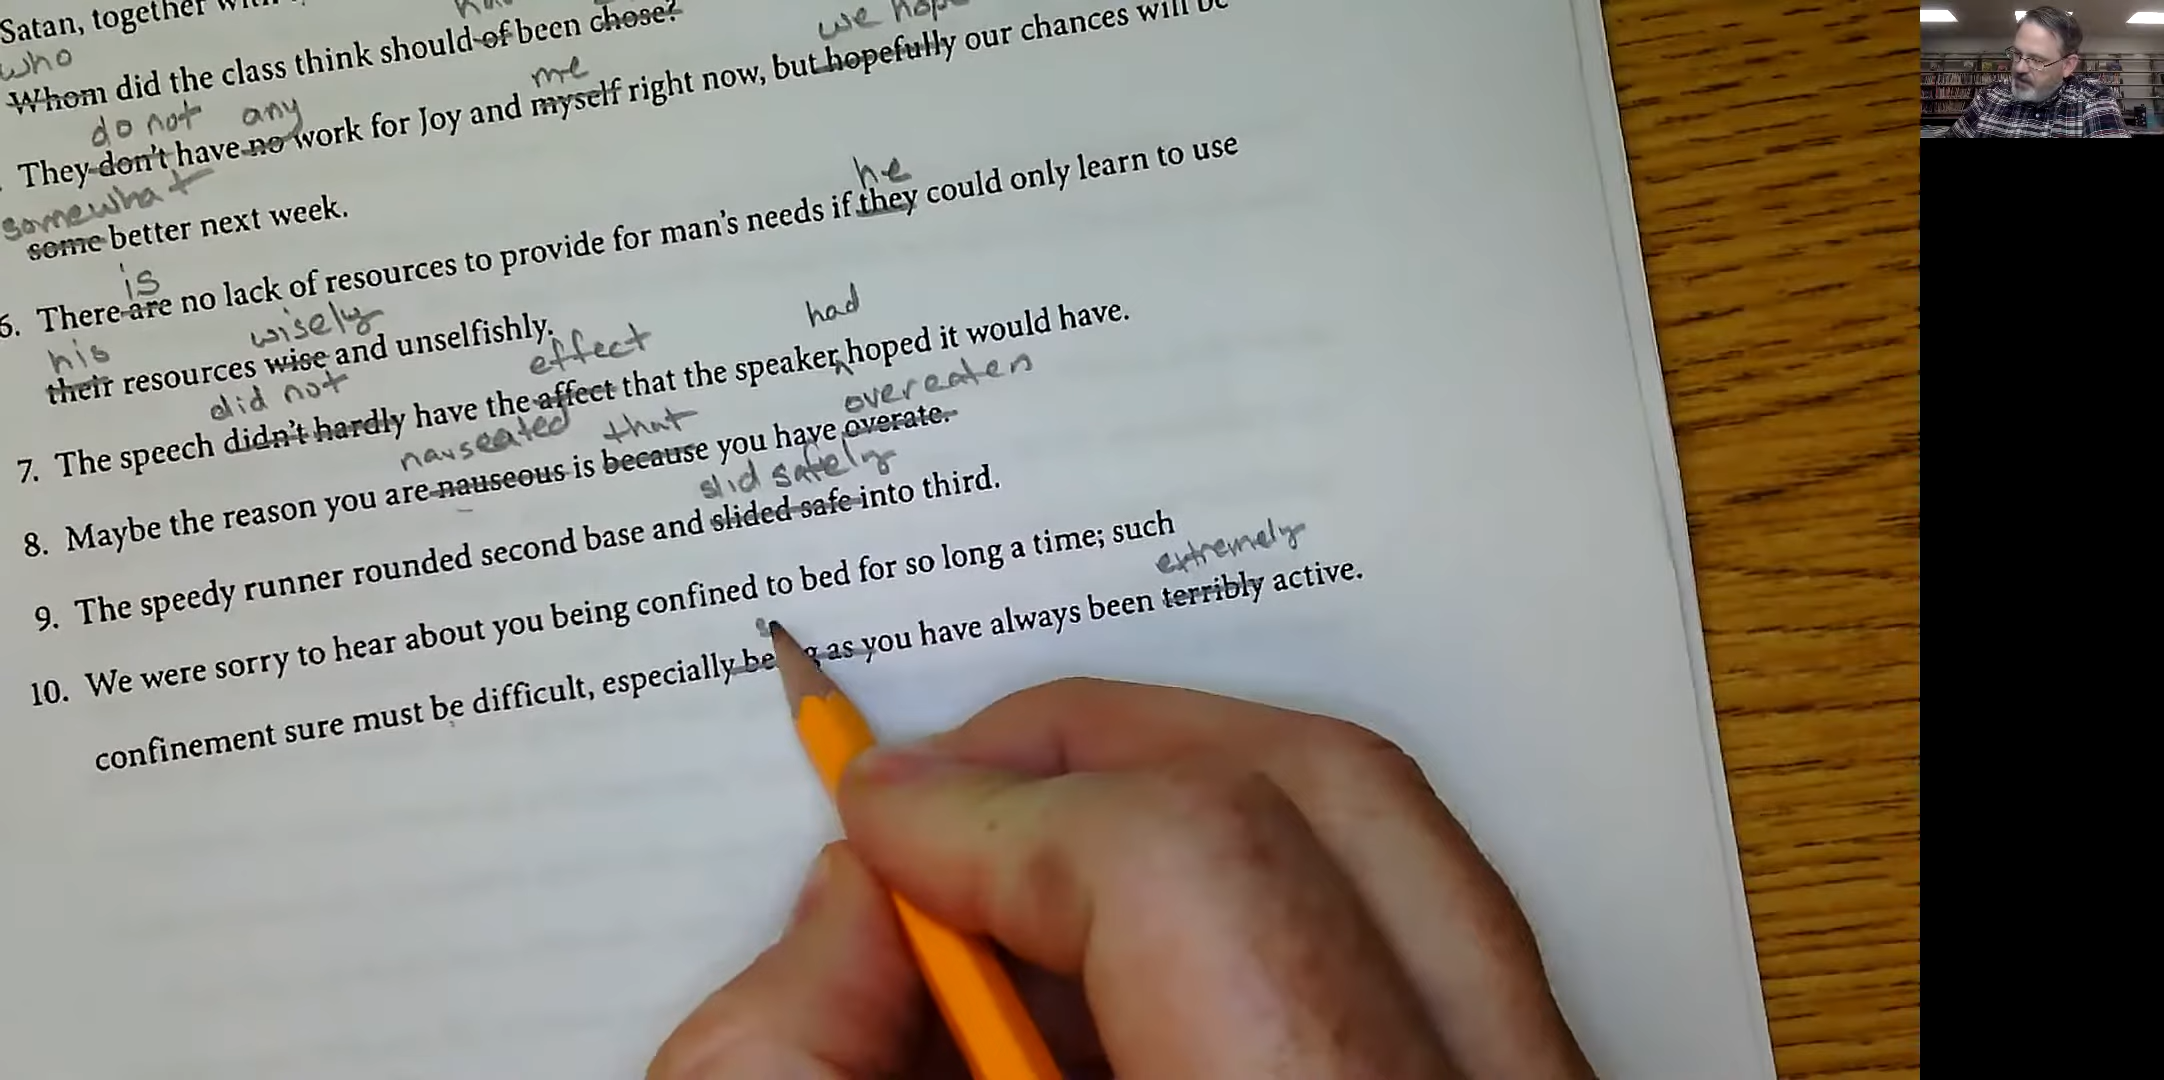 Satan, together
who
we hope
Whom did the class think should of been chose?
do not any
me
They don't have no work for Joy and myself right now, but hopefully our chances will be
somewhat
some better next week.
is
he
6. There are no lack of resources to provide for man's needs if they could only learn to use
his
wisely
their resources wise and unselfishly.
did not
effect
had
7. The speech didn't hardly have the affect that the speaker hoped it would have.
nauseated
that
overeaten
8. Maybe the reason you are nauseous is because you have overate.
slid safely
9. The speedy runner rounded second base and slided safe into third.
10. We were sorry to hear about you being confined to bed for so long a time; such
extremely
confinement sure must be difficult, especially being as you have always been terribly active.